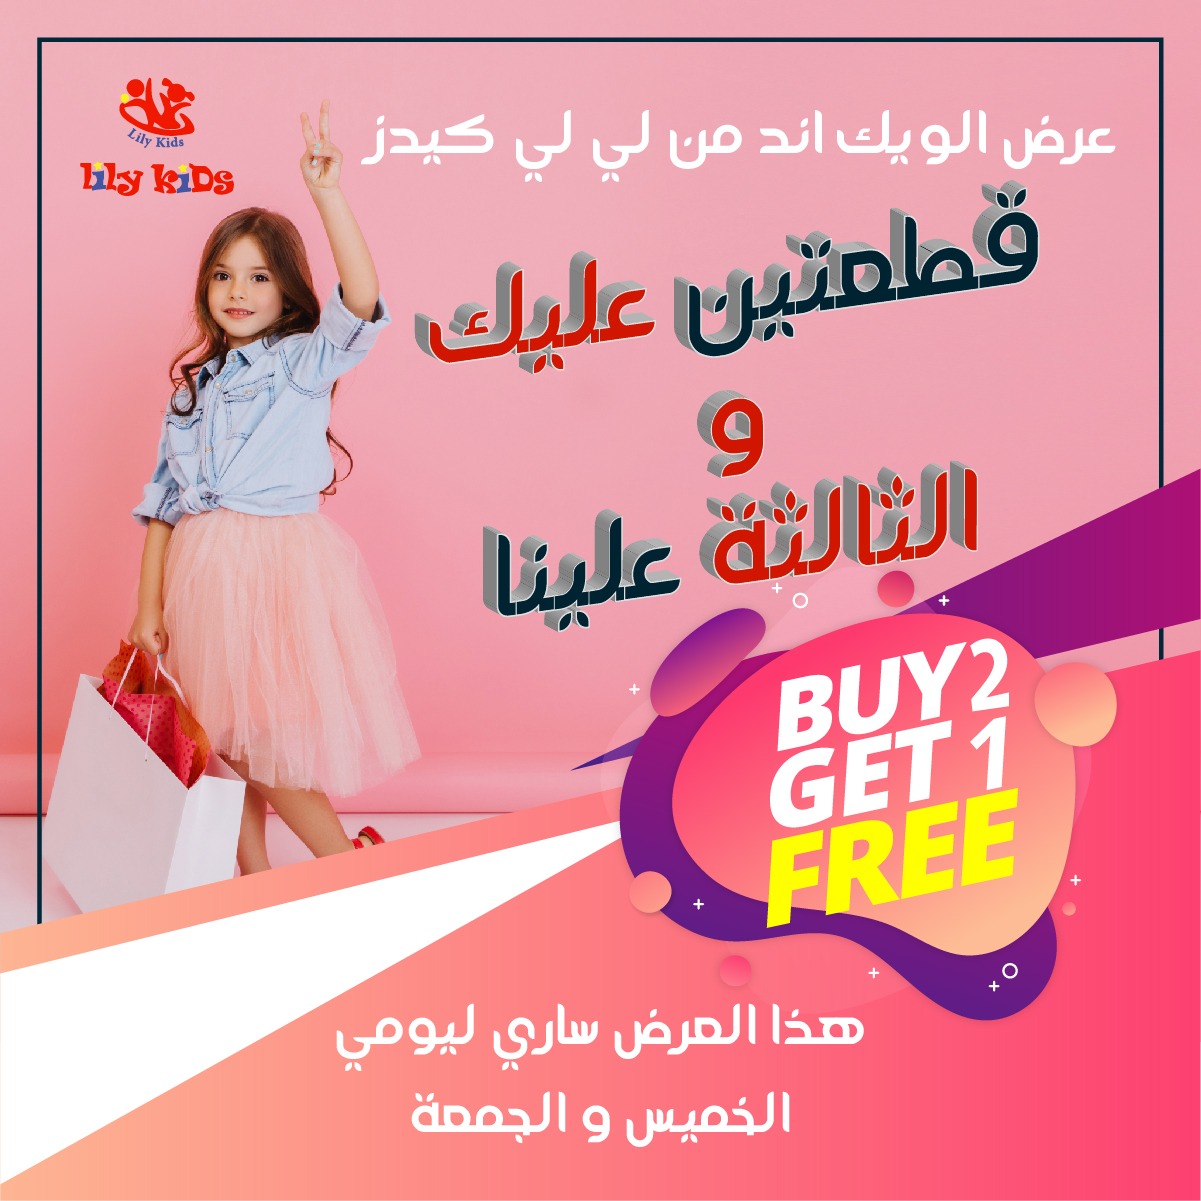 Lily Kids
lily kiDs
عرض الويك اند من لي لي كيدز
قطعتين عليك
و
الثالثة علينا
BUY 2
GET 1
FREE
هذا العرض ساري ليومي
الخميس و الجمعة